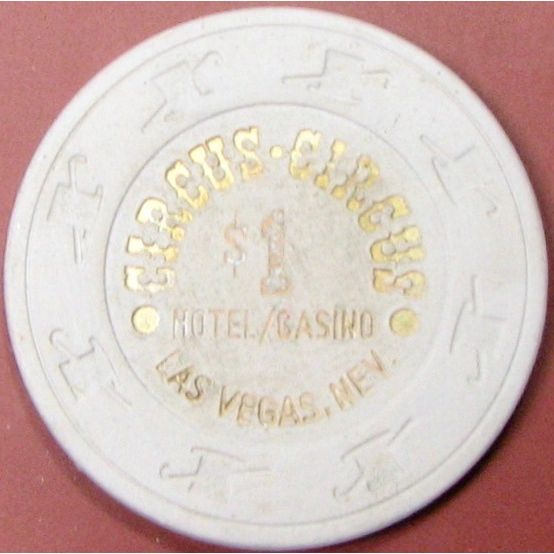 CIRCUS · CIRCUS
$1
HOTEL/CASINO
LAS VEGAS, NEV.